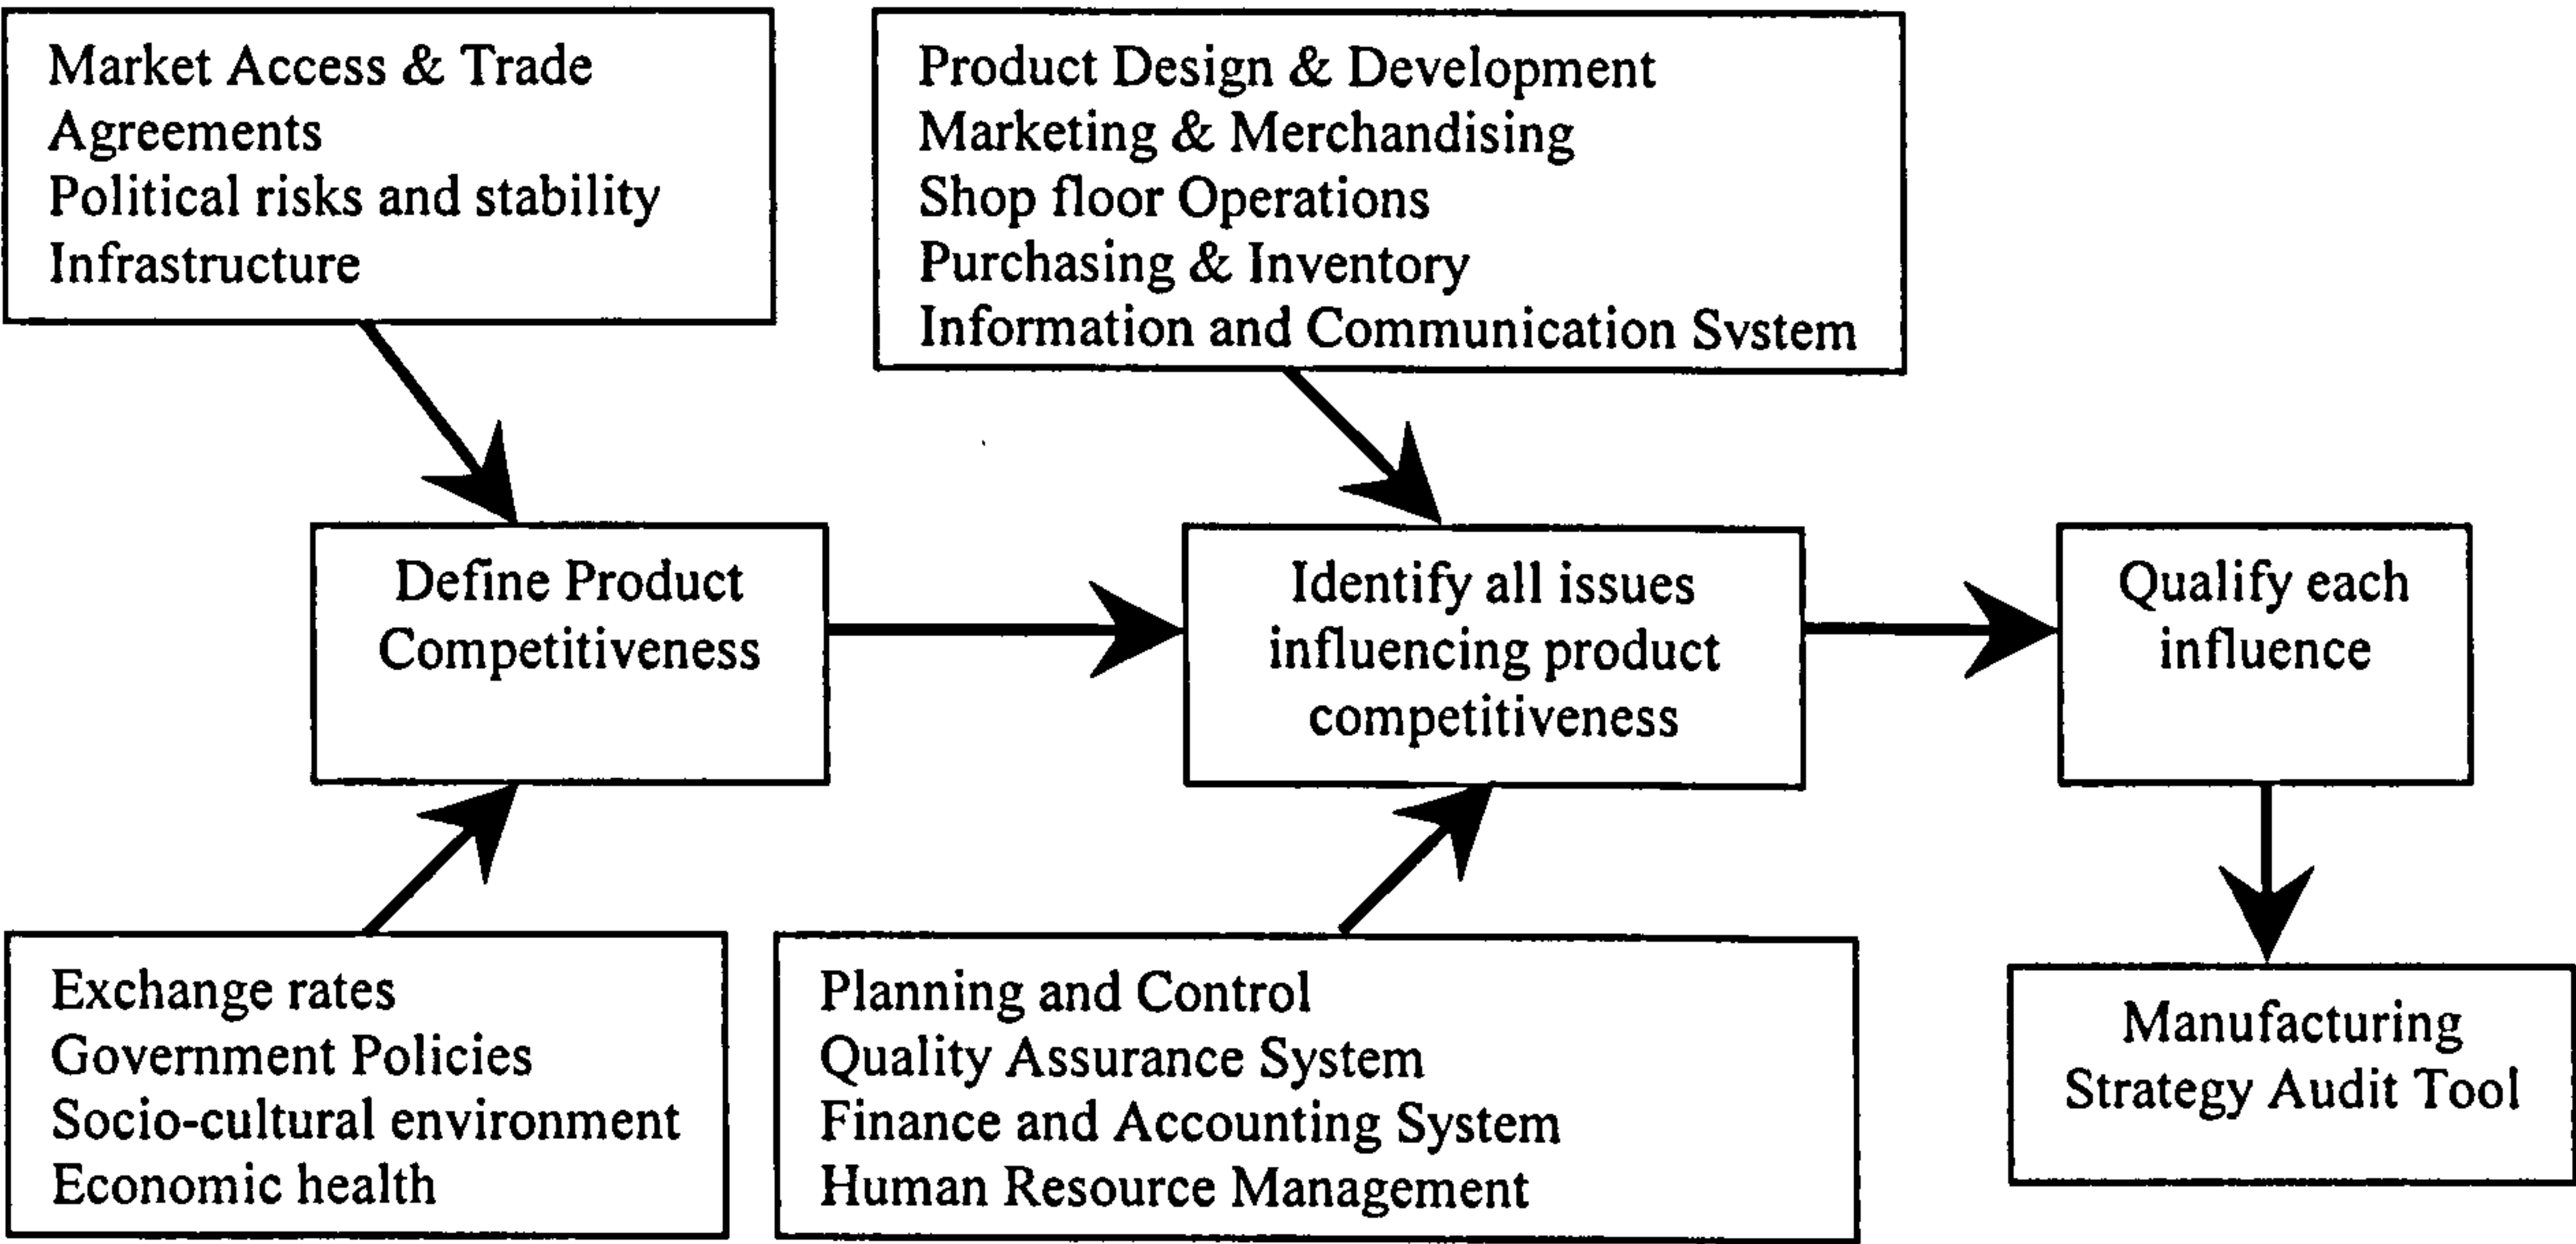 Market Access & Trade
Agreements
Political risks and stability
Infrastructure
Product Design & Development
Marketing & Merchandising
Shop floor Operations
Purchasing & Inventory
Information and Communication Svstem
Define Product
Competitiveness
Identify all issues
influencing product
competitiveness
Qualify each
influence
Exchange rates
Government Policies
Socio-cultural environment
Economic health
Planning and Control
Quality Assurance System
Finance and Accounting System
Human Resource Management
Manufacturing
Strategy Audit Tool